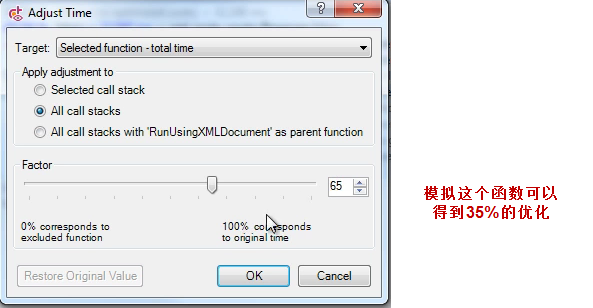 Adjust Time
Target: Selected function - total time
Apply adjustment to
Selected call stack
All call stacks
All call stacks with 'RunUsingXMLDocument' as parent function
Factor
65
0% corresponds to excluded function
100% corresponds to original time
Restore Original Value
OK
Cancel
模拟这个函数可以
得到35%的优化